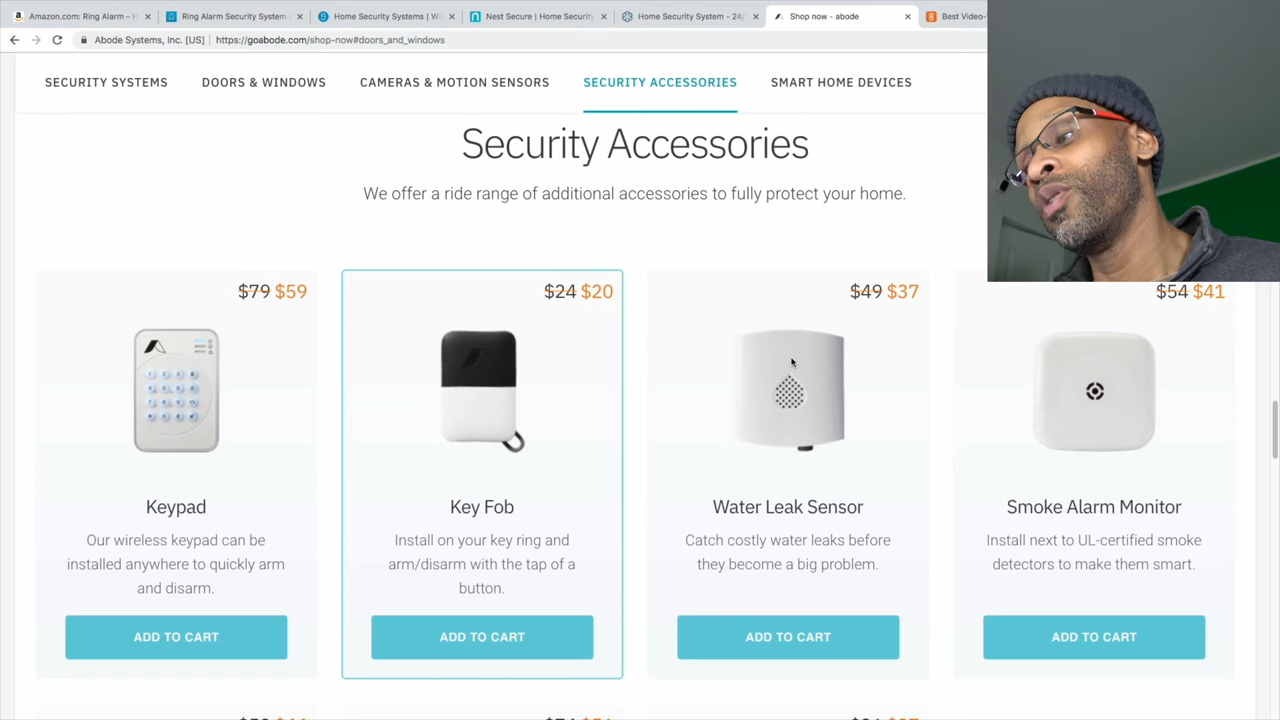 Amazon.com: Ring Alarm – H
Ring Alarm Security System
Home Security Systems | Wi
Nest Secure | Home Security
Home Security System - 24/
Shop now - abode
Best Video-
Abode Systems, Inc. [US] | https://goabode.com/shop-now#doors_and_windows
SECURITY SYSTEMS
DOORS & WINDOWS
CAMERAS & MOTION SENSORS
SECURITY ACCESSORIES
SMART HOME DEVICES
Security Accessories
We offer a ride range of additional accessories to fully protect your home.
$79 $59
$24 $20
$49 $37
$54 $41
Keypad
Key Fob
Water Leak Sensor
Smoke Alarm Monitor
Our wireless keypad can be
installed anywhere to quickly arm
and disarm.
Install on your key ring and
arm/disarm with the tap of a
button.
Catch costly water leaks before
they become a big problem.
Install next to UL-certified smoke
detectors to make them smart.
ADD TO CART
ADD TO CART
ADD TO CART
ADD TO CART